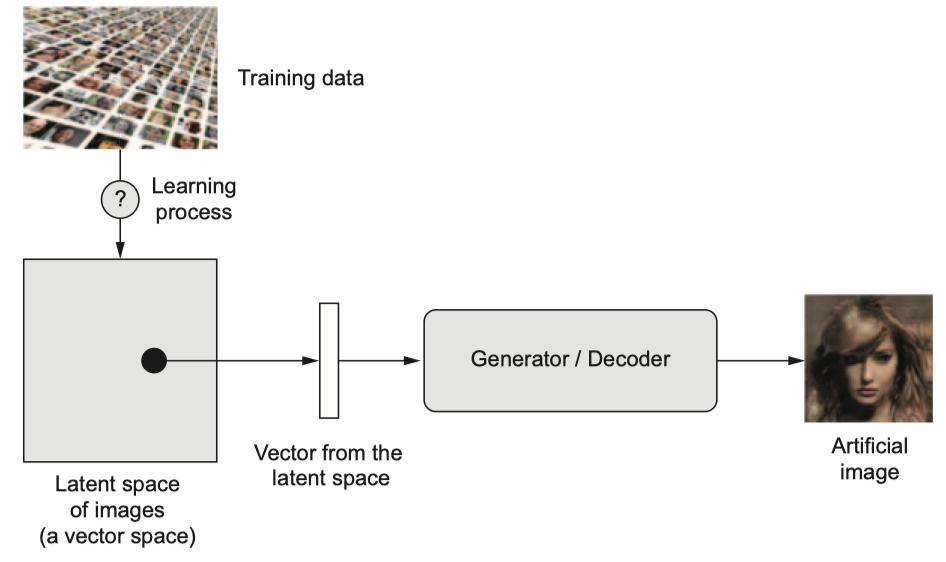 Training data
?
Learning
process
Generator / Decoder
Vector from the
latent space
Artificial
image
Latent space
of images
(a vector space)